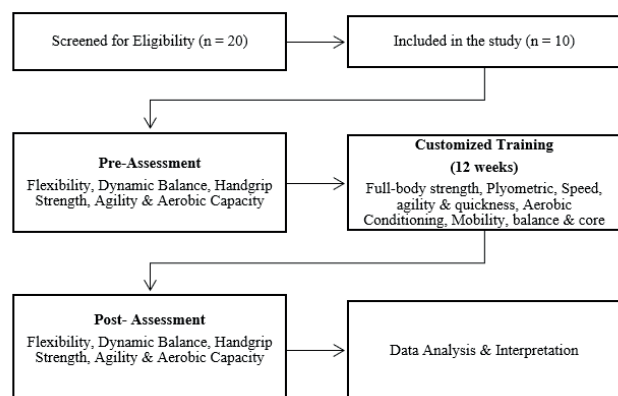 Screened for Eligibility (n = 20)
Included in the study (n = 10)
Pre-Assessment
Flexibility, Dynamic Balance, Handgrip
Strength, Agility & Aerobic Capacity
Customized Training
(12 weeks)
Full-body strength, Plyometric, Speed,
agility & quickness, Aerobic
Conditioning, Mobility, balance & core
Post- Assessment
Flexibility, Dynamic Balance, Handgrip
Strength, Agility & Aerobic Capacity
Data Analysis & Interpretation